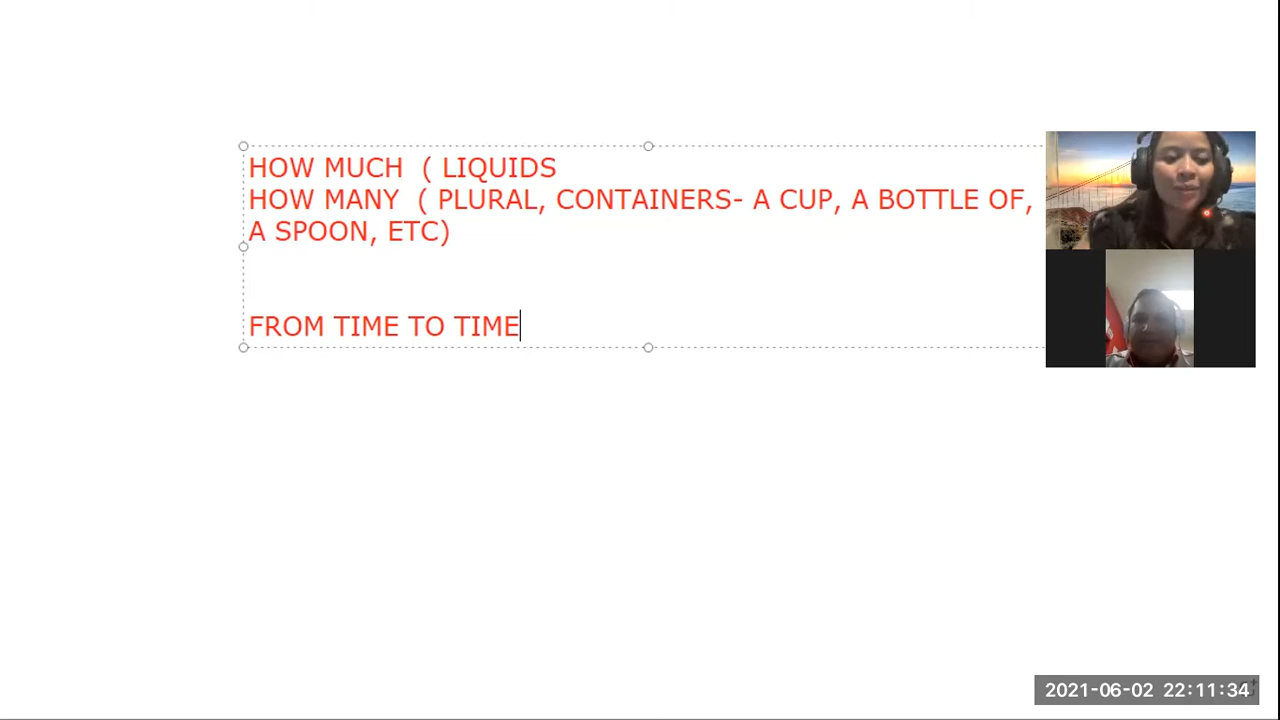 HOW MUCH  ( LIQUIDS
HOW MANY  ( PLURAL, CONTAINERS- A CUP, A BOTTLE OF,
A SPOON, ETC)
FROM TIME TO TIME
2021-06-02 22:11:34